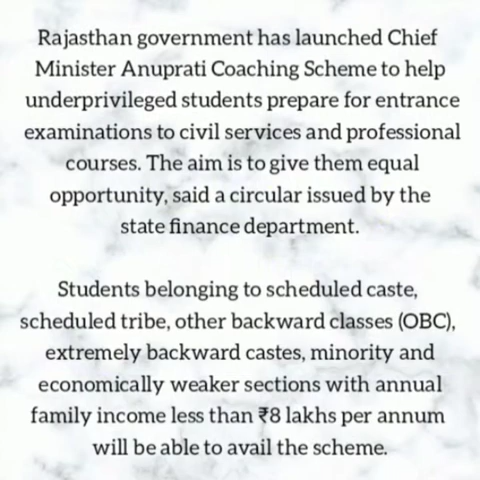 Rajasthan government has launched Chief
Minister Anuprati Coaching Scheme to help
underprivileged students prepare for entrance
examinations to civil services and professional
courses. The aim is to give them equal
opportunity, said a circular issued by the
state finance department.
Students belonging to scheduled caste,
scheduled tribe, other backward classes (OBC),
extremely backward castes, minority and
economically weaker sections with annual
family income less than ₹8 lakhs per annum
will be able to avail the scheme.